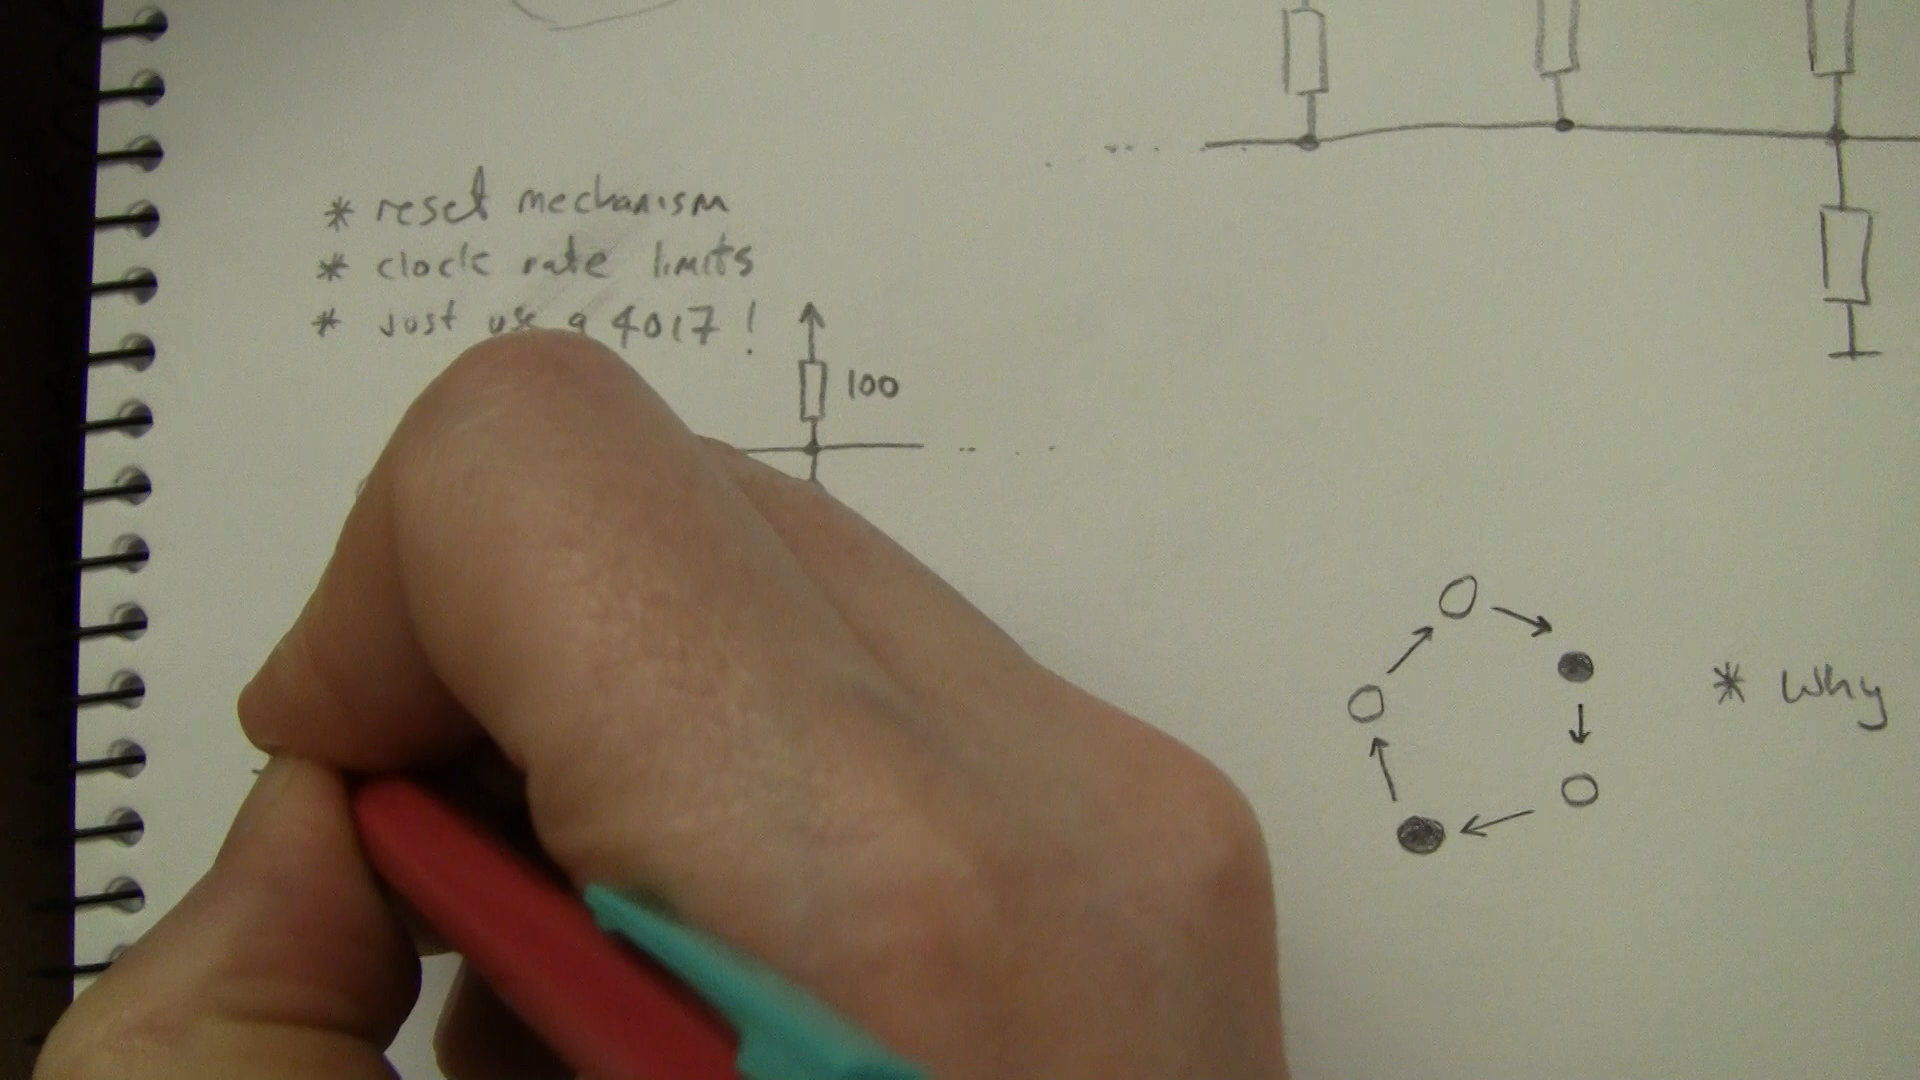 * reset mechanism
* clock rate limits
* Just use a 4017!
100
* Why